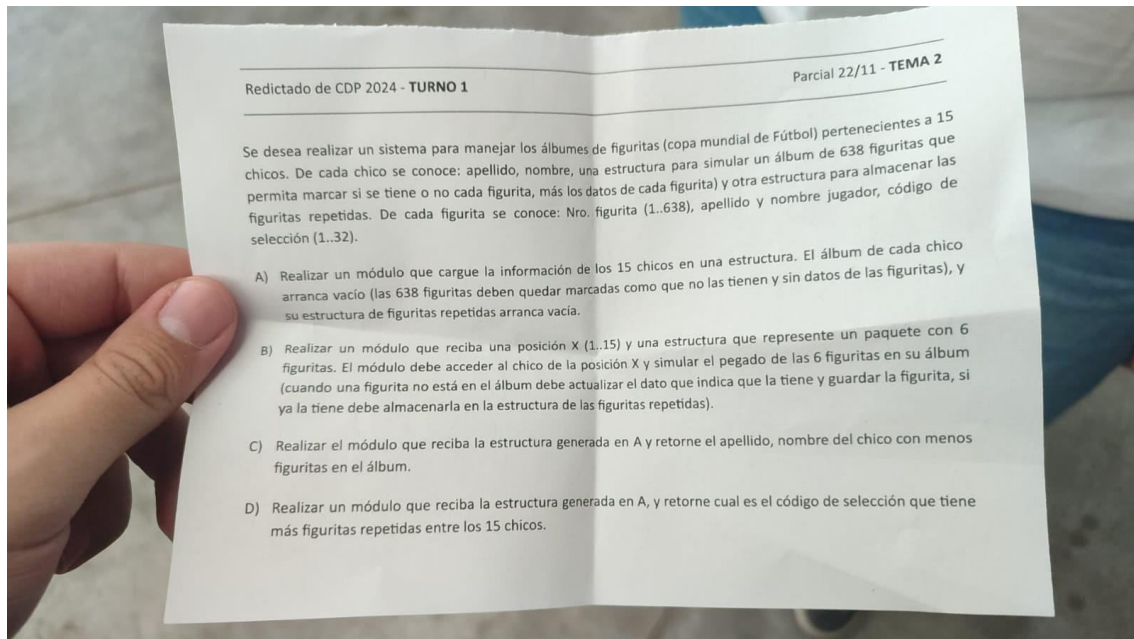 Redictado de CDP 2024 - TURNO 1
Parcial 22/11 - TEMA 2
Se desea realizar un sistema para manejar los álbumes de figuritas (copa mundial de Fútbol) pertenecientes a 15
chicos. De cada chico se conoce: apellido, nombre, una estructura para simular un álbum de 638 figuritas que
permita marcar si se tiene o no cada figurita, más los datos de cada figurita) y otra estructura para almacenar las
figuritas repetidas. De cada figurita se conoce: Nro. figurita (1..638), apellido y nombre jugador, código de
selección (1..32).
A) Realizar un módulo que cargue la información de los 15 chicos en una estructura. El álbum de cada chico
arranca vacío (las 638 figuritas deben quedar marcadas como que no las tienen y sin datos de las figuritas), y
su estructura de figuritas repetidas arranca vacía.
B) Realizar un módulo que reciba una posición X (1..15) y una estructura que represente un paquete con 6
figuritas. El módulo debe acceder al chico de la posición X y simular el pegado de las 6 figuritas en su álbum
(cuando una figurita no está en el álbum debe actualizar el dato que indica que la tiene y guardar la figurita, si
ya la tiene debe almacenarla en la estructura de las figuritas repetidas).
C) Realizar el módulo que reciba la estructura generada en A y retorne el apellido, nombre del chico con menos
figuritas en el álbum.
D) Realizar un módulo que reciba la estructura generada en A, y retorne cual es el código de selección que tiene
más figuritas repetidas entre los 15 chicos.